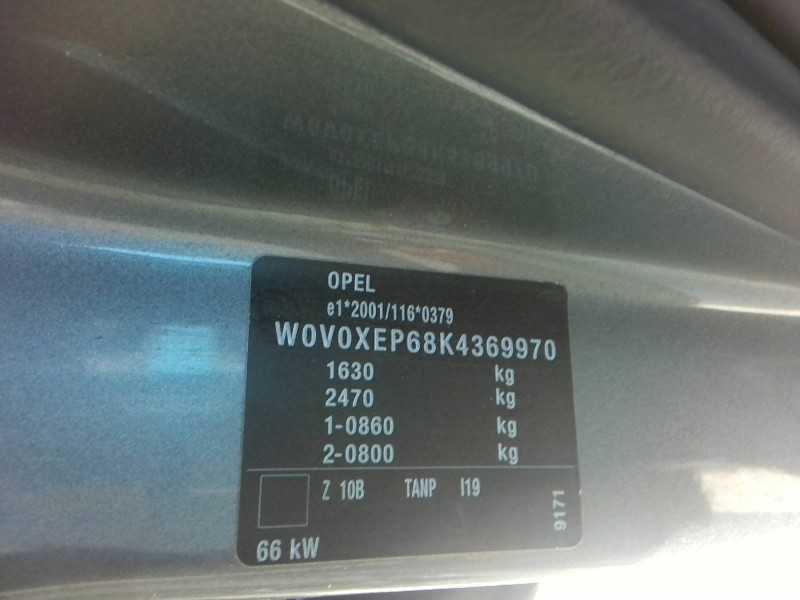 OPEL
e1*2001/116*0379
W0V0XEP68K4369970
1630 kg
2470 kg
1-0860 kg
2-0800 kg
Z 10B TANP I19
9171
66 kW